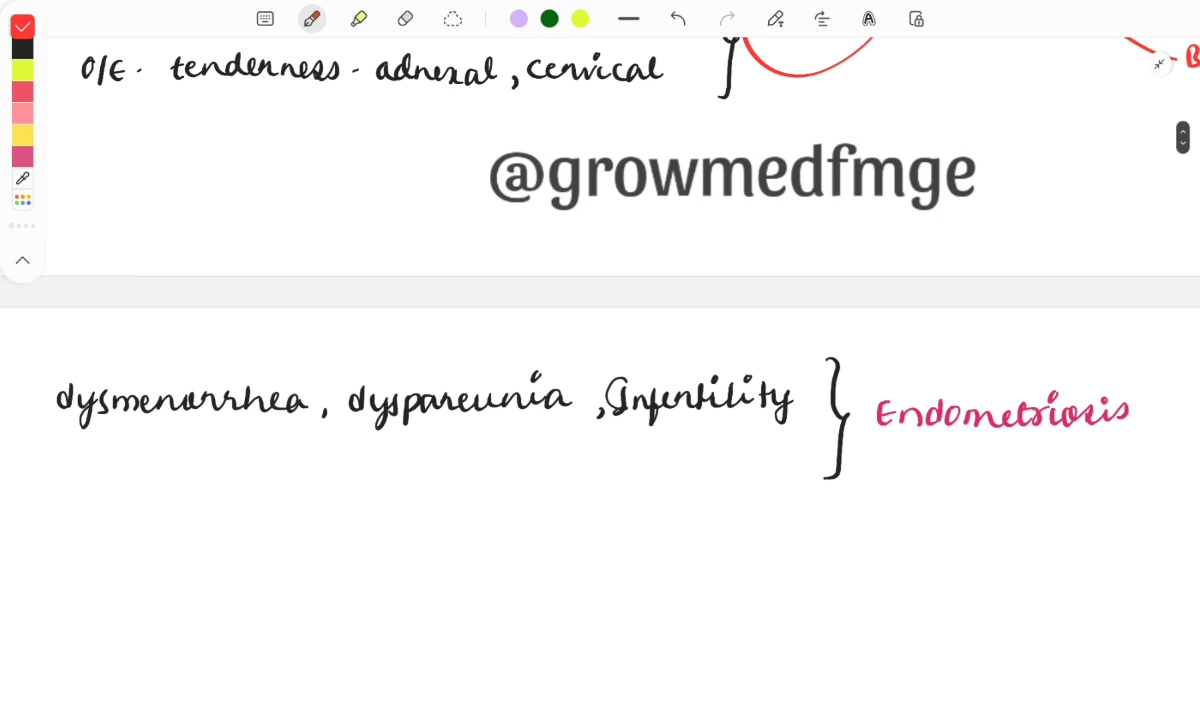 O/E - tenderness - adnexal, cervical
B
@growmedfmge
dysmenorrhea, dyspareunia, Infertility } Endometriosis